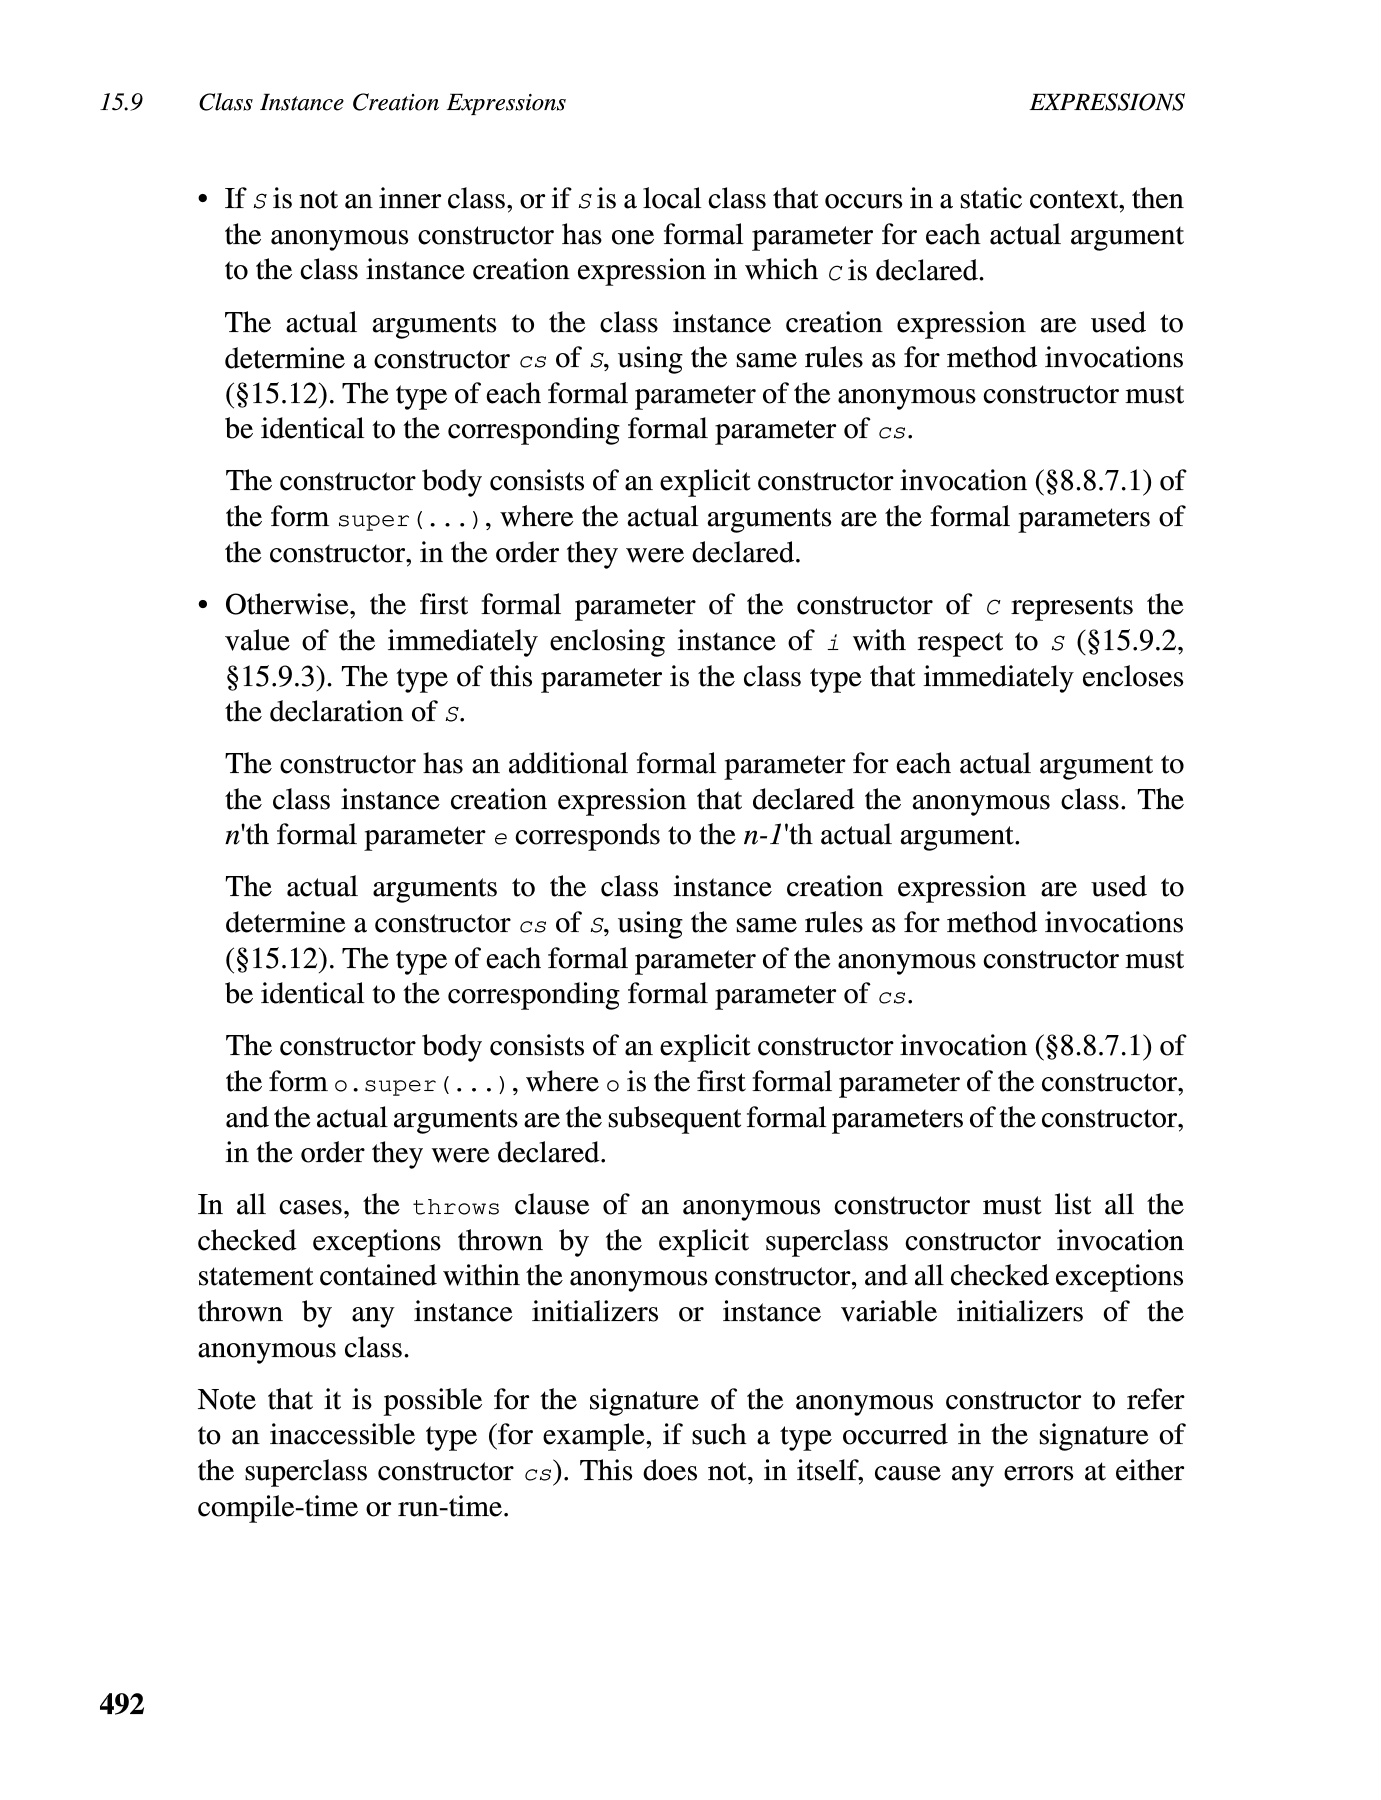 15.9 Class Instance Creation Expressions EXPRESSIONS
• If S is not an inner class, or if S is a local class that occurs in a static context, then
the anonymous constructor has one formal parameter for each actual argument
to the class instance creation expression in which C is declared.
The actual arguments to the class instance creation expression are used to
determine a constructor cs of S, using the same rules as for method invocations
(§15.12). The type of each formal parameter of the anonymous constructor must
be identical to the corresponding formal parameter of cs.
The constructor body consists of an explicit constructor invocation (§8.8.7.1) of
the form super(...), where the actual arguments are the formal parameters of
the constructor, in the order they were declared.
• Otherwise, the first formal parameter of the constructor of C represents the
value of the immediately enclosing instance of i with respect to S (§15.9.2,
§15.9.3). The type of this parameter is the class type that immediately encloses
the declaration of S.
The constructor has an additional formal parameter for each actual argument to
the class instance creation expression that declared the anonymous class. The
n'th formal parameter e corresponds to the n-1'th actual argument.
The actual arguments to the class instance creation expression are used to
determine a constructor cs of S, using the same rules as for method invocations
(§15.12). The type of each formal parameter of the anonymous constructor must
be identical to the corresponding formal parameter of cs.
The constructor body consists of an explicit constructor invocation (§8.8.7.1) of
the form o.super(...), where o is the first formal parameter of the constructor,
and the actual arguments are the subsequent formal parameters of the constructor,
in the order they were declared.
In all cases, the throws clause of an anonymous constructor must list all the
checked exceptions thrown by the explicit superclass constructor invocation
statement contained within the anonymous constructor, and all checked exceptions
thrown by any instance initializers or instance variable initializers of the
anonymous class.
Note that it is possible for the signature of the anonymous constructor to refer
to an inaccessible type (for example, if such a type occurred in the signature of
the superclass constructor cs). This does not, in itself, cause any errors at either
compile-time or run-time.
492